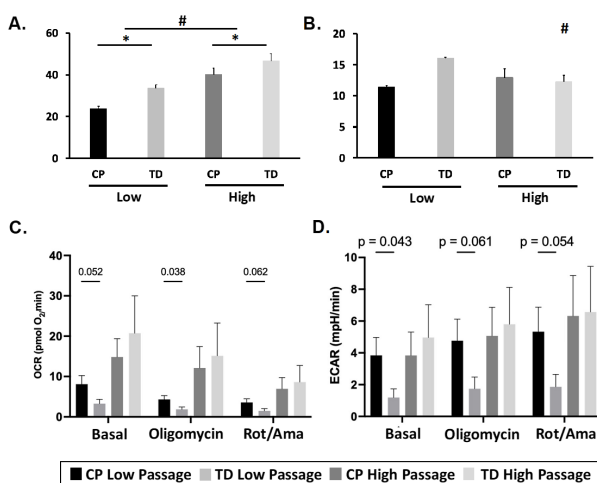 A.
#
*
*
60
40
20
0
CP
TD
CP
TD
Low
High
B.
#
20
15
10
5
0
CP
TD
CP
TD
Low
High
C.
OCR (pmol O₂/min)
40
30
20
10
0
0.052
0.038
0.062
Basal
Oligomycin
Rot/Ama
D.
ECAR (mpH/min)
10
8
6
4
2
0
p = 0.043
p = 0.061
p = 0.054
Basal
Oligomycin
Rot/Ama
CP Low Passage TD Low Passage CP High Passage TD High Passage